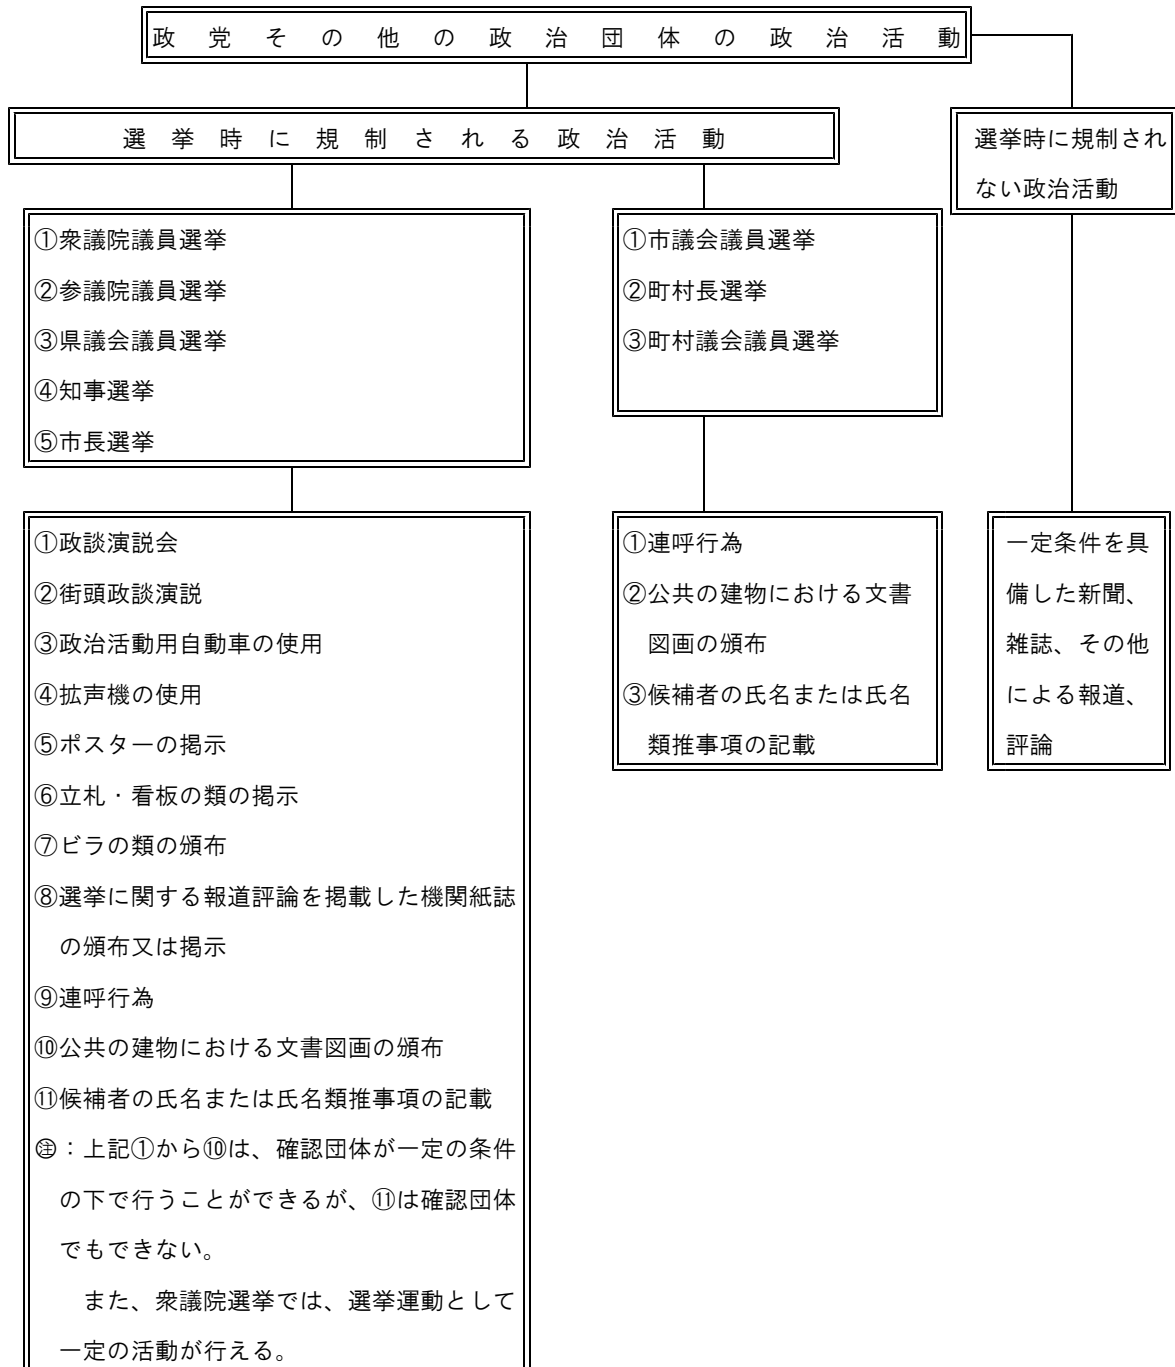 政党その他の政治団体の政治活動
選挙時に規制される政治活動
選挙時に規制され
ない政治活動
①衆議院議員選挙
②参議院議員選挙
③県議会議員選挙
④知事選挙
⑤市長選挙
①市議会議員選挙
②町村長選挙
③町村議会議員選挙
①政談演説会
②街頭政談演説
③政治活動用自動車の使用
④拡声機の使用
⑤ポスターの掲示
⑥立札・看板の類の掲示
⑦ビラの類の頒布
⑧選挙に関する報道評論を掲載した機関紙誌
の頒布又は掲示
⑨連呼行為
⑩公共の建物における文書図画の頒布
⑪候補者の氏名または氏名類推事項の記載
㊟：上記①から⑩は、確認団体が一定の条件
の下で行うことができるが、⑪は確認団体
でもできない。
また、衆議院選挙では、選挙運動として
一定の活動が行える。
①連呼行為
②公共の建物における文書
図画の頒布
③候補者の氏名または氏名
類推事項の記載
一定条件を具
備した新聞、
雑誌、その他
による報道、
評論